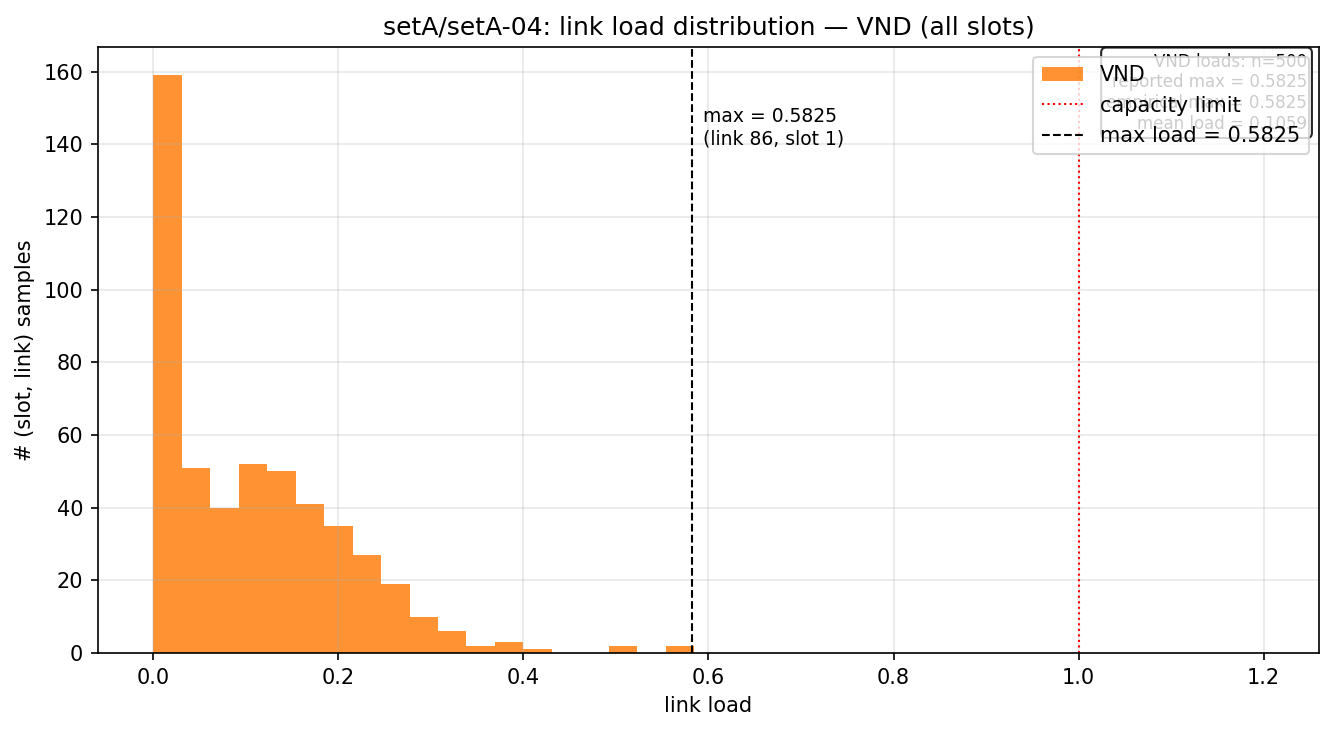 setA/setA-04: link load distribution — VND (all slots)
# (slot, link) samples
160
140
120
100
80
60
40
20
0
max = 0.5825
(link 86, slot 1)
VND
capacity limit
max load = 0.5825
VND loads: n=500
reported max = 0.5825
max = 0.5825
mean load = 0.1059
0.0
0.2
0.4
0.6
0.8
1.0
1.2
link load